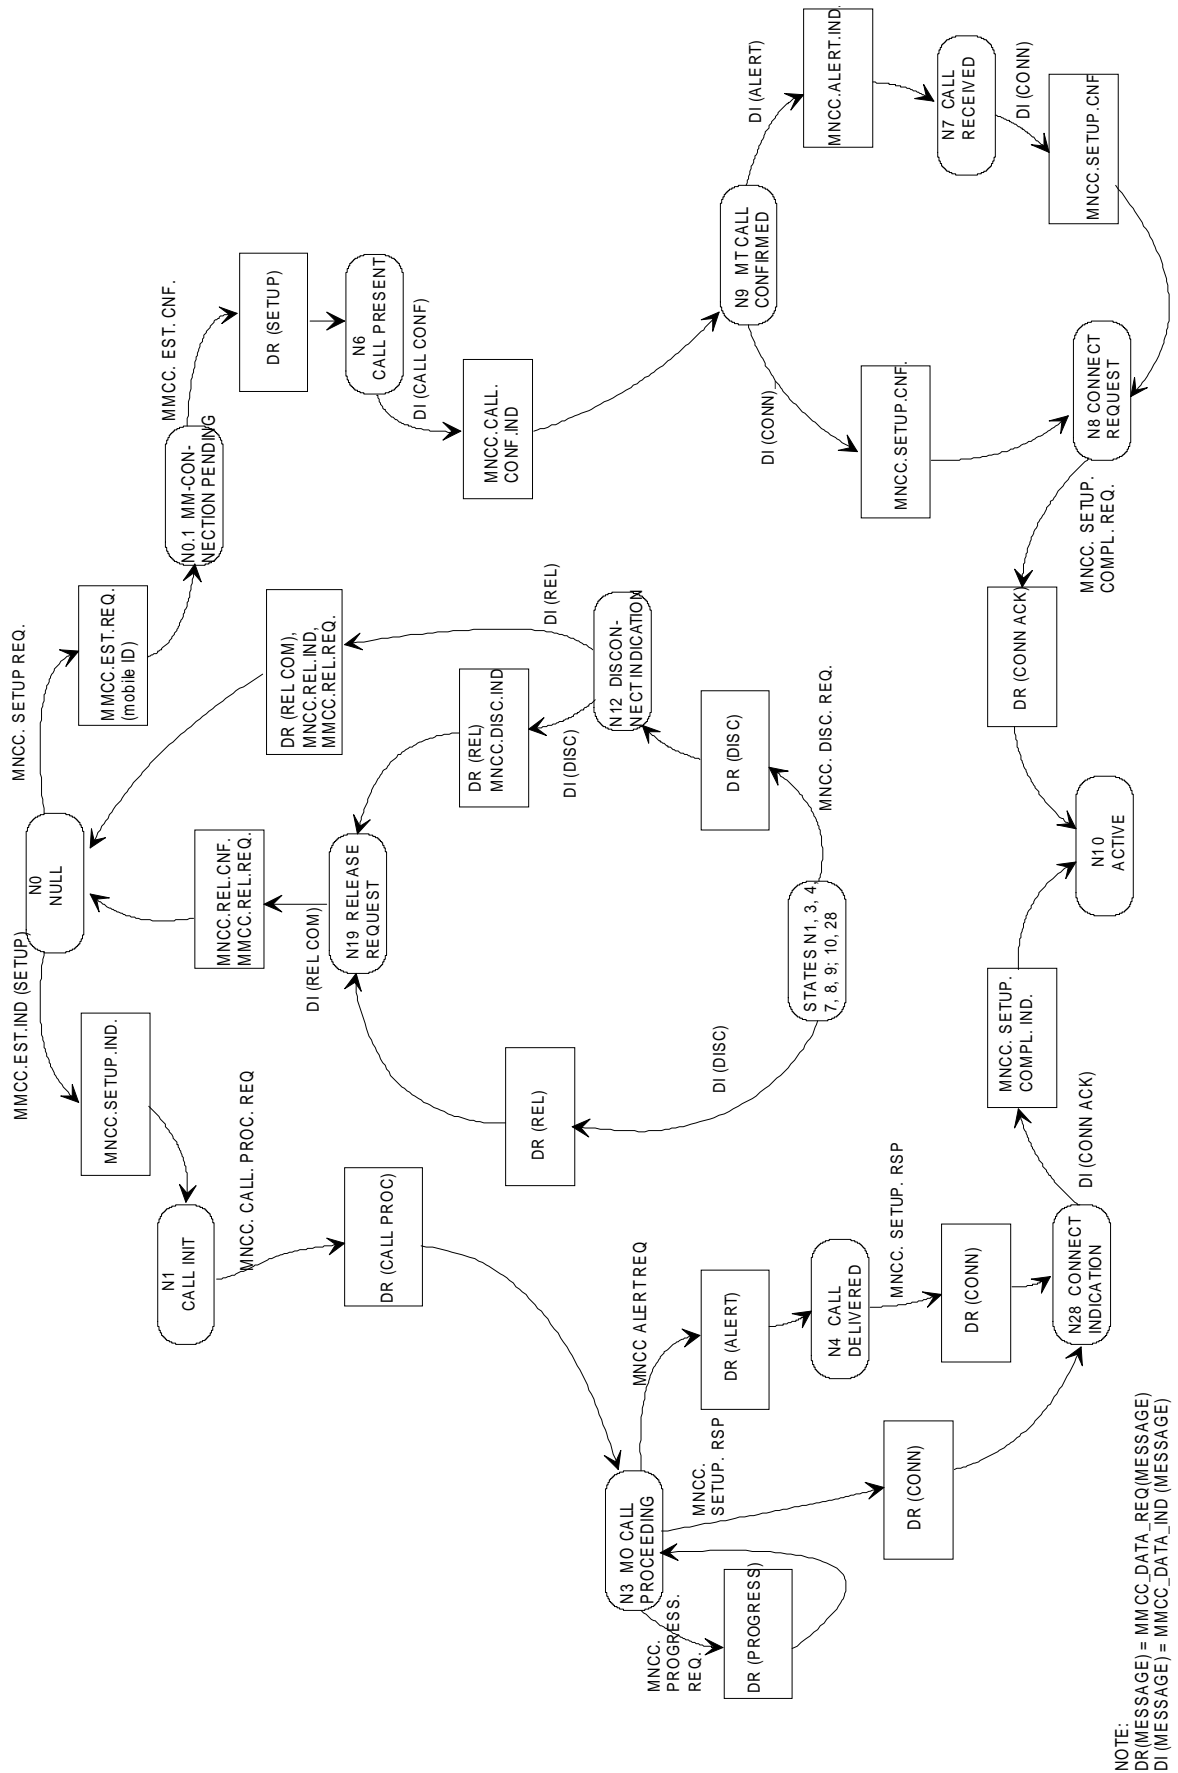 MMCC.EST.IND (SETUP)
N0
NULL
MNCC. SETUP REQ.
MNCC.SETUP.IND.
MMCC.EST.REQ.
(mobile ID)
N1
CALL INIT
MNCC. CALL. PROC. REQ
MNCC.REL.CNF.
MMCC.REL.REQ.
DR (REL COM),
MNCC.REL.IND,
MMCC.REL.REQ.
N0.1 MM-CON-
NECTION PENDING
MMCC. EST. CNF.
DR (SETUP)
DR (CALL PROC)
DI (REL COM)
N19 RELEASE
REQUEST
N6
CALL PRESENT
DI (CALL CONF)
DR (REL)
DR (REL)
MNCC.DISC.IND
DI (DISC)
DI (REL)
MNCC.CALL.
CONF.IND
N3 MO CALL
PROCEEDING
N12 DISCON-
NECT INDICATION
MNCC ALERT REQ
DI (DISC)
DR (DISC)
MNCC. DISC. REQ.
MNCC.
PROGRESS.
REQ.
MNCC.
SETUP. RSP
DR (PROGRESS)
DR (ALERT)
STATES N1, 3, 4,
7, 8, 9; 10, 28
N9 MT CALL
CONFIRMED
DI (ALERT)
N4 CALL
DELIVERED
MNCC. SETUP. RSP
DI (CONN)
MNCC.ALERT.IND.
DR (CONN)
DR (CONN)
MNCC.SETUP.CNF.
N7 CALL
RECEIVED
DI (CONN)
MNCC. SETUP.
COMPL. IND.
DR (CONN ACK)
MNCC.SETUP.CNF
N28 CONNECT
INDICATION
DI (CONN ACK)
N10
ACTIVE
MNCC. SETUP.
COMPL. REQ.
N8 CONNECT
REQUEST
NOTE:
DR(MESSAGE) = MMCC_DATA_REQ(MESSAGE)
DI (MESSAGE) = MMCC_DATA_IND (MESSAGE)